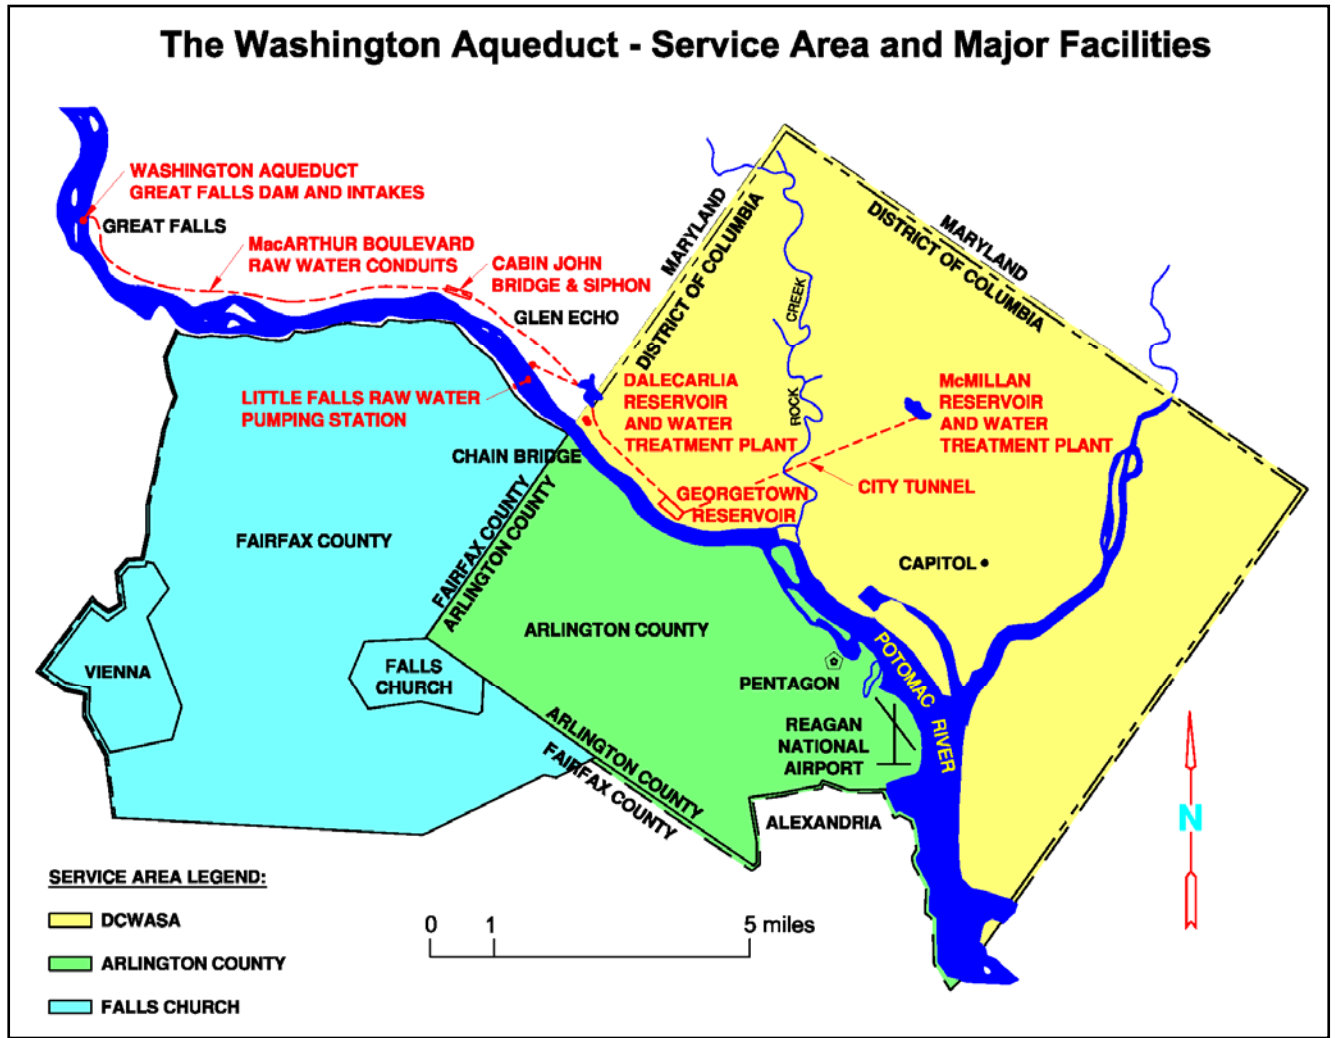 The Washington Aqueduct - Service Area and Major Facilities
WASHINGTON AQUEDUCT
GREAT FALLS DAM AND INTAKES
GREAT FALLS
MacARTHUR BOULEVARD
RAW WATER CONDUITS
CABIN JOHN
BRIDGE & SIPHON
GLEN ECHO
MARYLAND
DISTRICT OF COLUMBIA
MARYLAND
DISTRICT OF COLUMBIA
ROCK CREEK
LITTLE FALLS RAW WATER
PUMPING STATION
DALECARLIA
RESERVOIR
AND WATER
TREATMENT PLANT
McMILLAN
RESERVOIR
AND WATER
TREATMENT PLANT
CHAIN BRIDGE
CITY TUNNEL
GEORGETOWN
RESERVOIR
FAIRFAX COUNTY
FAIRFAX COUNTY
ARLINGTON COUNTY
CAPITOL
ARLINGTON COUNTY
VIENNA
FALLS
CHURCH
PENTAGON
POTOMAC RIVER
REAGAN
NATIONAL
AIRPORT
ARLINGTON COUNTY
FAIRFAX COUNTY
ALEXANDRIA
N
SERVICE AREA LEGEND:
DCWASA
ARLINGTON COUNTY
FALLS CHURCH
0 1 5 miles